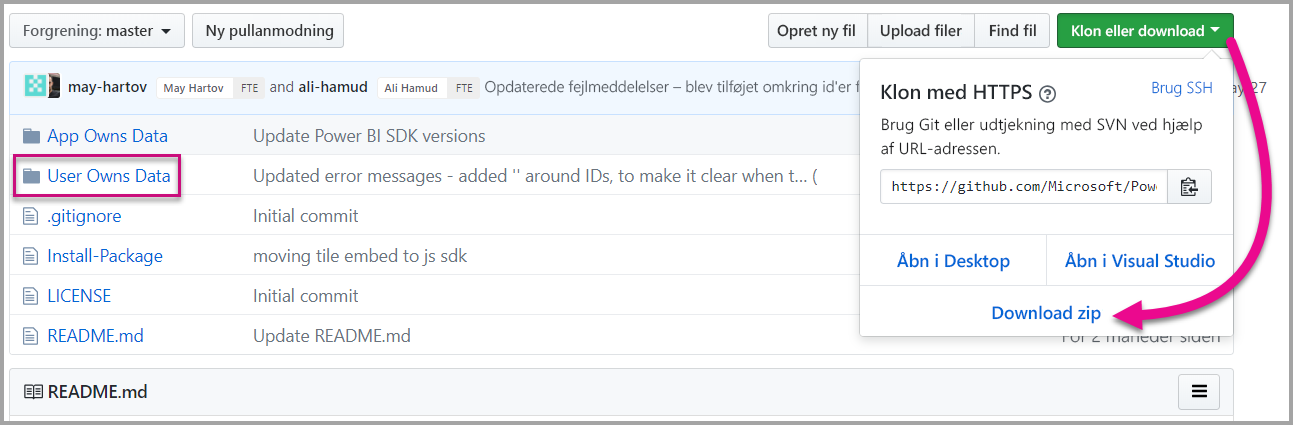 Forgrening: master Ny pullanmodning Opret ny fil Upload filer Find fil Klon eller download
may-hartov May Hartov FTE and ali-hamud Ali Hamud FTE Opdaterede fejlmeddelelser – blev tilføjet omkring id'er f
27
App Owns Data Update Power BI SDK versions
User Owns Data Updated error messages - added '' around IDs, to make it clear when t... (
.gitignore Initial commit
Install-Package moving tile embed to js sdk
LICENSE Initial commit
README.md Update README.md For 2 måneder siden
Klon med HTTPS Brug SSH
Brug Git eller udtjekning med SVN ved hjælp
af URL-adressen.
https://github.com/Microsoft/Pow
Åbn i Desktop Åbn i Visual Studio
Download zip
README.md